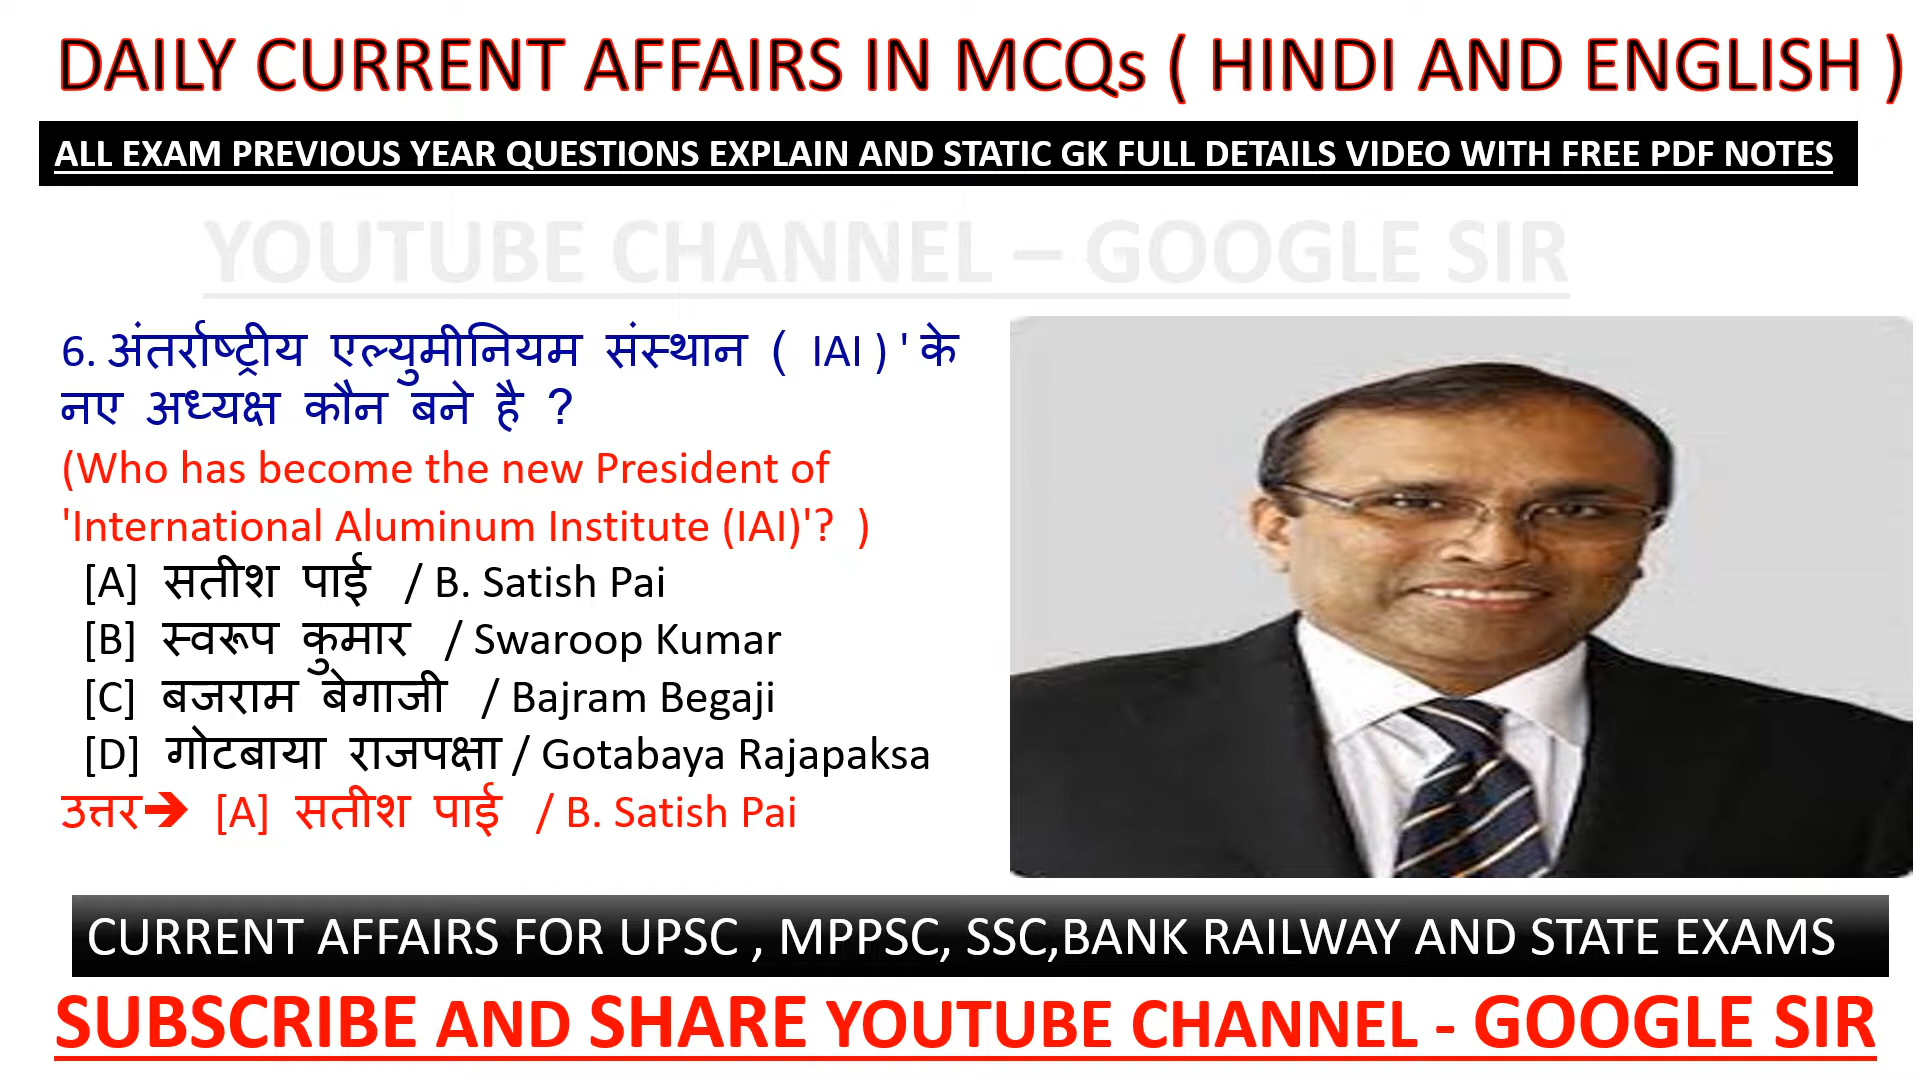 DAILY CURRENT AFFAIRS IN MCQs ( HINDI AND ENGLISH )
ALL EXAM PREVIOUS YEAR QUESTIONS EXPLAIN AND STATIC GK FULL DETAILS VIDEO WITH FREE PDF NOTES
YOUTUBE CHANNEL – GOOGLE SIR
6. अंतर्राष्ट्रीय एल्युमीनियम संस्थान ( IAI ) ' के
नए अध्यक्ष कौन बने है ?
(Who has become the new President of
'International Aluminum Institute (IAI)'? )
[A] सतीश पाई / B. Satish Pai
[B] स्वरूप कुमार / Swaroop Kumar
[C] बजराम बेगाजी / Bajram Begaji
[D] गोटबाया राजपक्षा / Gotabaya Rajapaksa
उत्तर➔ [A] सतीश पाई / B. Satish Pai
CURRENT AFFAIRS FOR UPSC , MPPSC, SSC,BANK RAILWAY AND STATE EXAMS
SUBSCRIBE AND SHARE YOUTUBE CHANNEL - GOOGLE SIR